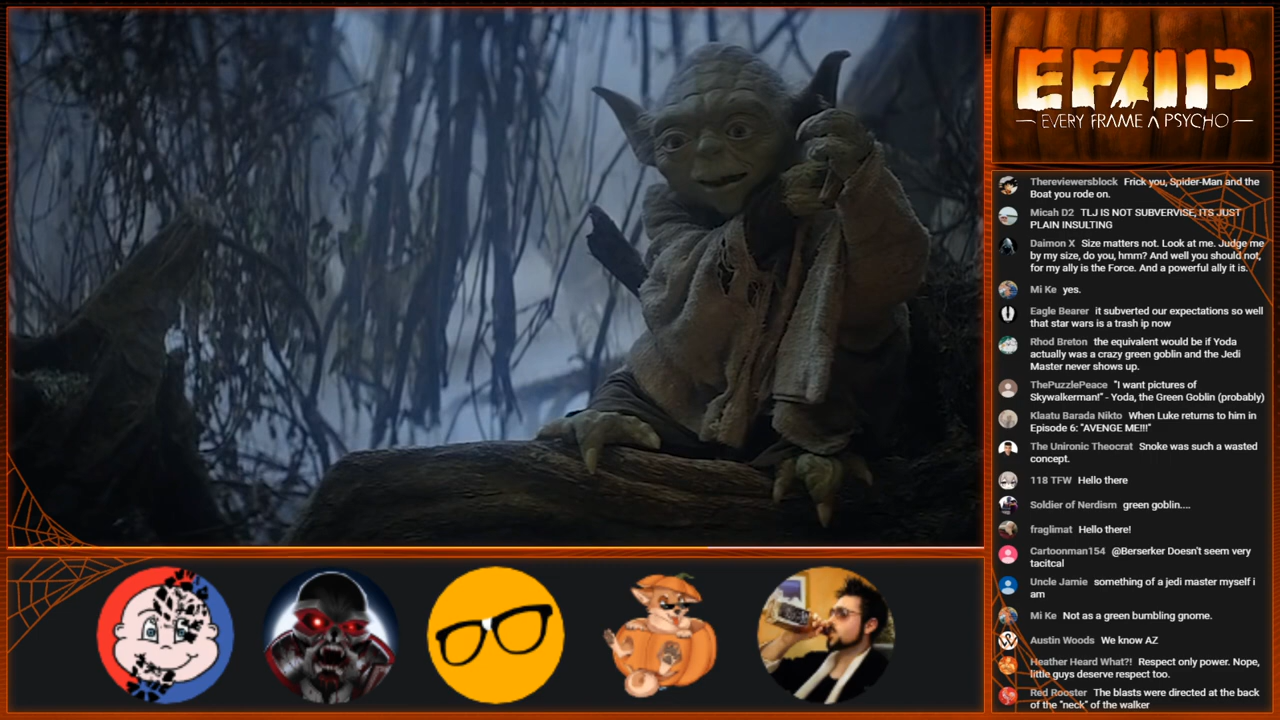 EFAP
EVERY FRAME A PSYCHO
Thereviewersblock Frick you, Spider-Man and the
Boat you rode on.
Micah D2 TLJ IS NOT SUBVERVISE, ITS JUST
PLAIN INSULTING
Daimon X Size matters not. Look at me. Judge me
by my size, do you, hmm? And well you should not,
for my ally is the Force. And a powerful ally it is.
Mi Ke yes.
Eagle Bearer it subverted our expectations so well
that star wars is a trash ip now
Rhod Breton the equivalent would be if Yoda
actually was a crazy green goblin and the Jedi
Master never shows up.
ThePuzzlePeace "I want pictures of
Skywalkerman!" - Yoda, the Green Goblin (probably)
Klaatu Barada Nikto When Luke returns to him in
Episode 6: "AVENGE ME!!!"
The Unironic Theocrat Snoke was such a wasted
concept.
118 TFW Hello there
Soldier of Nerdism green goblin....
fraglimat Hello there!
Cartoonman154 @Berserker Doesn't seem very
tacitcal
Uncle Jamie something of a jedi master myself i
am
Mi Ke Not as a green bumbling gnome.
Austin Woods We know AZ
Heather Heard What?! Respect only power. Nope,
little guys deserve respect too.
Red Rooster The blasts were directed at the back
of the "neck" of the walker